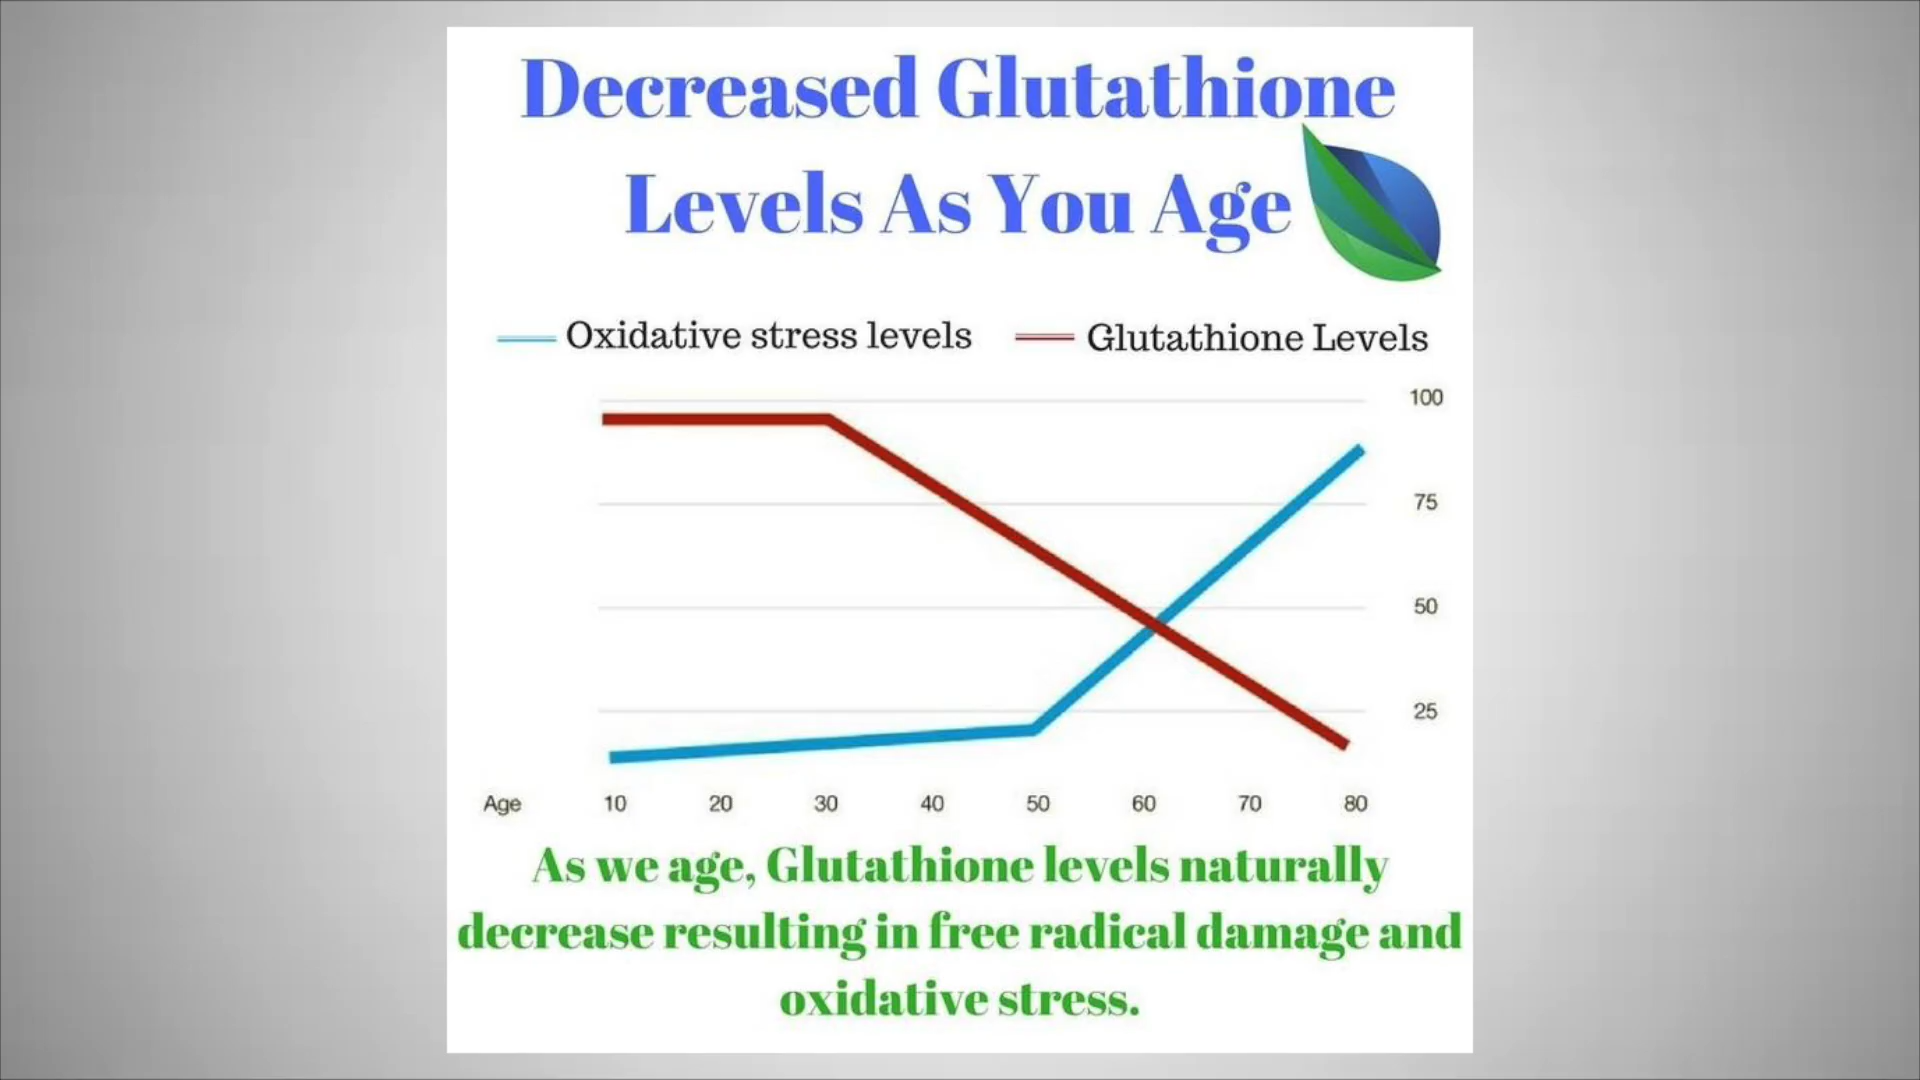 Decreased Glutathione
Levels As You Age
Oxidative stress levels
Glutathione Levels
100
75
50
25
Age 10 20 30 40 50 60 70 80
As we age, Glutathione levels naturally
decrease resulting in free radical damage and
oxidative stress.